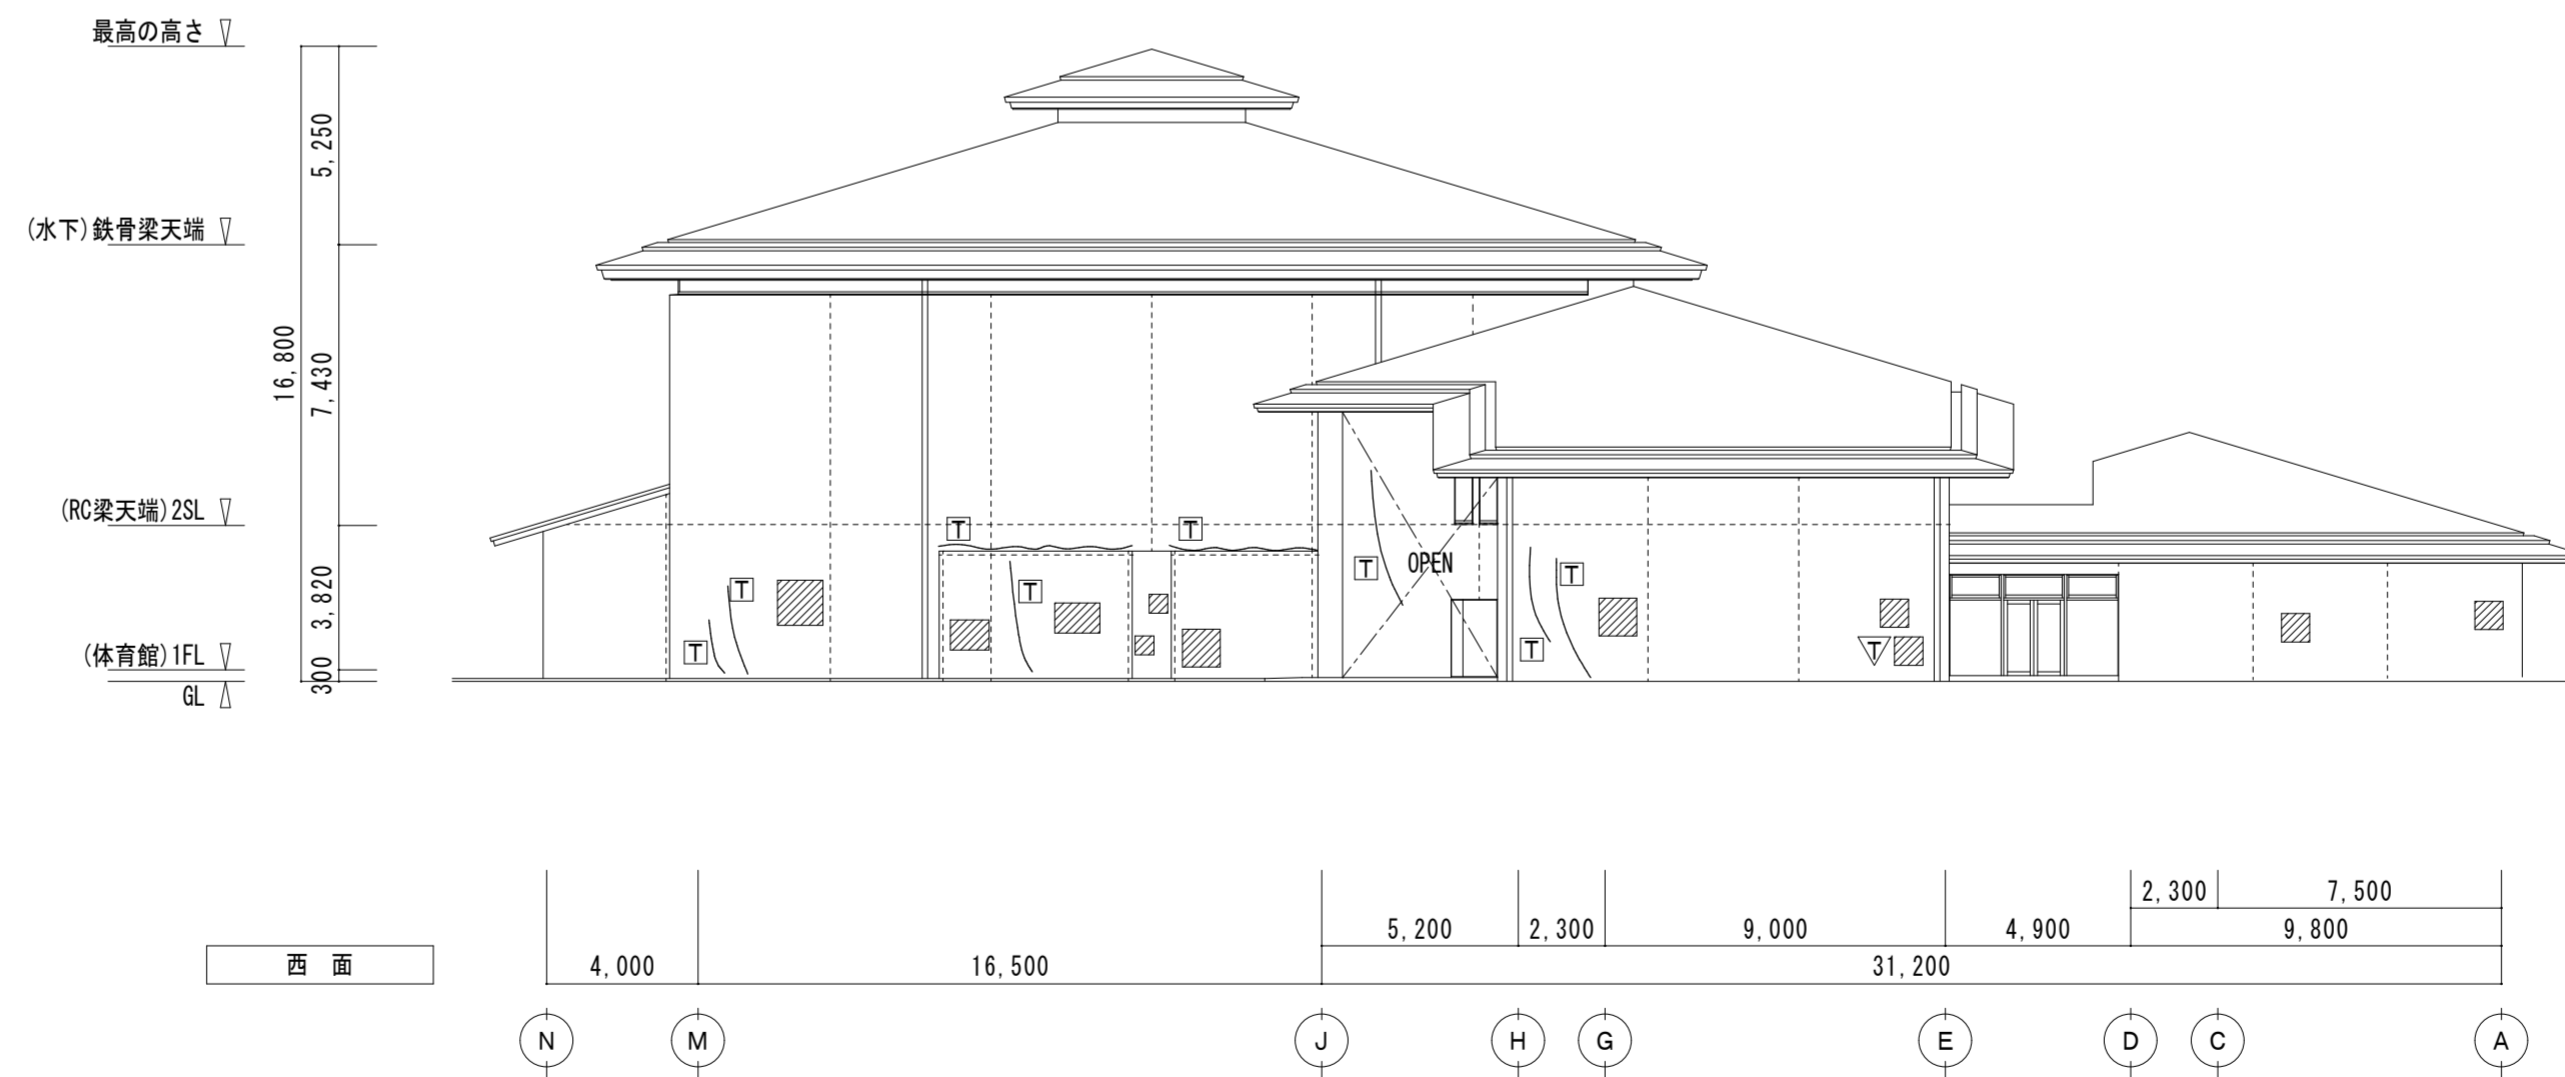 最高の高さ
5,250
(水下)鉄骨梁天端
16,800
7,430
(RC梁天端)2SL
3,820
(体育館)1FL
300
GL
T
T
T
T
T
T
OPEN
T
T
T
T
2,300
7,500
5,200
2,300
9,000
4,900
9,800
西 面
4,000
16,500
31,200
N
M
J
H
G
E
D
C
A